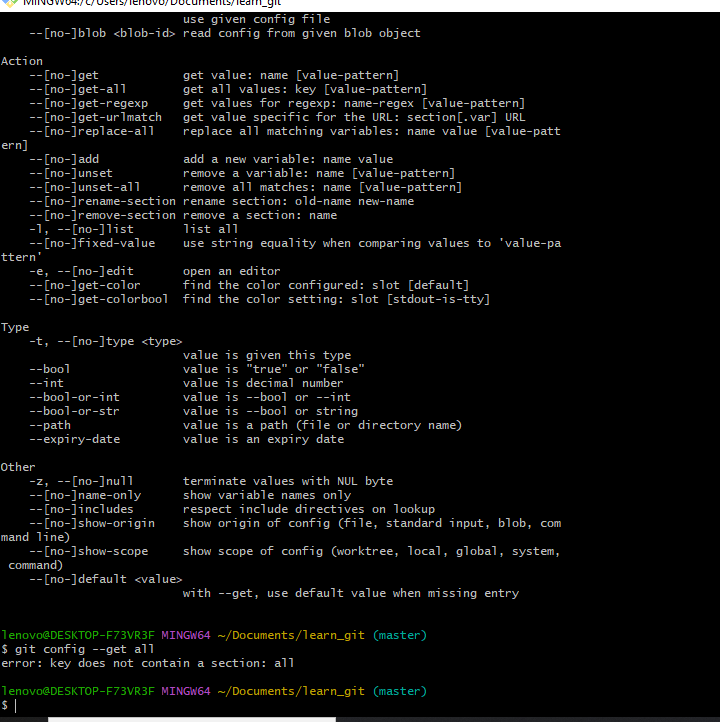 MINGW64:/c/Users/lenovo/Documents/learn_git
                          use given config file
    --[no-]blob <blob-id> read config from given blob object

Action
    --[no-]get            get value: name [value-pattern]
    --[no-]get-all        get all values: key [value-pattern]
    --[no-]get-regexp     get values for regexp: name-regex [value-pattern]
    --[no-]get-urlmatch   get value specific for the URL: section[.var] URL
    --[no-]replace-all    replace all matching variables: name value [value-patt
ern]
    --[no-]add            add a new variable: name value
    --[no-]unset          remove a variable: name [value-pattern]
    --[no-]unset-all      remove all matches: name [value-pattern]
    --[no-]rename-section rename section: old-name new-name
    --[no-]remove-section remove a section: name
    -l, --[no-]list       list all
    --[no-]fixed-value    use string equality when comparing values to 'value-pa
ttern'
    -e, --[no-]edit       open an editor
    --[no-]get-color      find the color configured: slot [default]
    --[no-]get-colorbool  find the color setting: slot [stdout-is-tty]

Type
    -t, --[no-]type <type>
                          value is given this type
    --bool                value is "true" or "false"
    --int                 value is decimal number
    --bool-or-int         value is --bool or --int
    --bool-or-str         value is --bool or string
    --path                value is a path (file or directory name)
    --expiry-date         value is an expiry date

Other
    -z, --[no-]null       terminate values with NUL byte
    --[no-]name-only      show variable names only
    --[no-]includes       respect include directives on lookup
    --[no-]show-origin    show origin of config (file, standard input, blob, com
mand line)
    --[no-]show-scope     show scope of config (worktree, local, global, system,
 command)
    --[no-]default <value>
                          with --get, use default value when missing entry

lenovo@DESKTOP-F73VR3F MINGW64 ~/Documents/learn_git (master)
$ git config --get all
error: key does not contain a section: all

lenovo@DESKTOP-F73VR3F MINGW64 ~/Documents/learn_git (master)
$